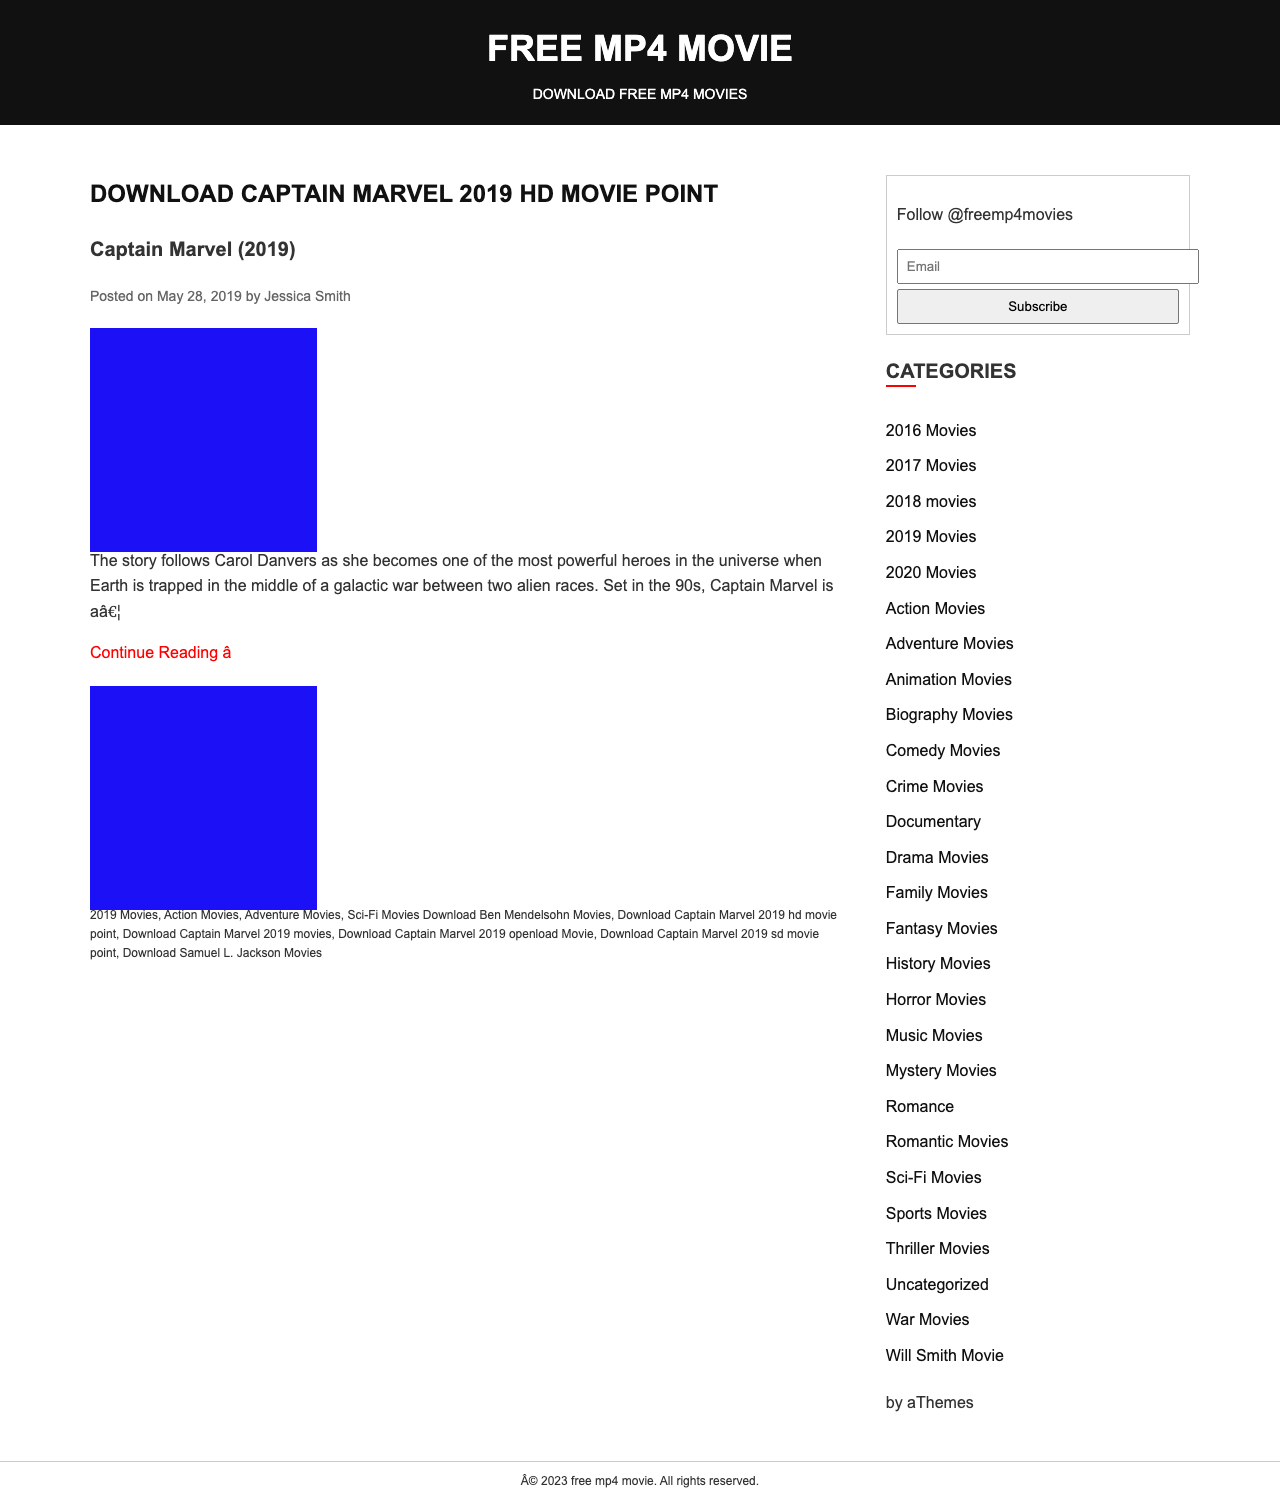 FREE MP4 MOVIE
DOWNLOAD FREE MP4 MOVIES
DOWNLOAD CAPTAIN MARVEL 2019 HD MOVIE POINT
Captain Marvel (2019)
Posted on May 28, 2019 by Jessica Smith
The story follows Carol Danvers as she becomes one of the most powerful heroes in the universe when
Earth is trapped in the middle of a galactic war between two alien races. Set in the 90s, Captain Marvel is
aâ€¦
Continue Reading â
2019 Movies, Action Movies, Adventure Movies, Sci-Fi Movies Download Ben Mendelsohn Movies, Download Captain Marvel 2019 hd movie
point, Download Captain Marvel 2019 movies, Download Captain Marvel 2019 openload Movie, Download Captain Marvel 2019 sd movie
point, Download Samuel L. Jackson Movies
Follow @freemp4movies
Email
Subscribe
CATEGORIES
2016 Movies
2017 Movies
2018 movies
2019 Movies
2020 Movies
Action Movies
Adventure Movies
Animation Movies
Biography Movies
Comedy Movies
Crime Movies
Documentary
Drama Movies
Family Movies
Fantasy Movies
History Movies
Horror Movies
Music Movies
Mystery Movies
Romance
Romantic Movies
Sci-Fi Movies
Sports Movies
Thriller Movies
Uncategorized
War Movies
Will Smith Movie
by aThemes
Â© 2023 free mp4 movie. All rights reserved.